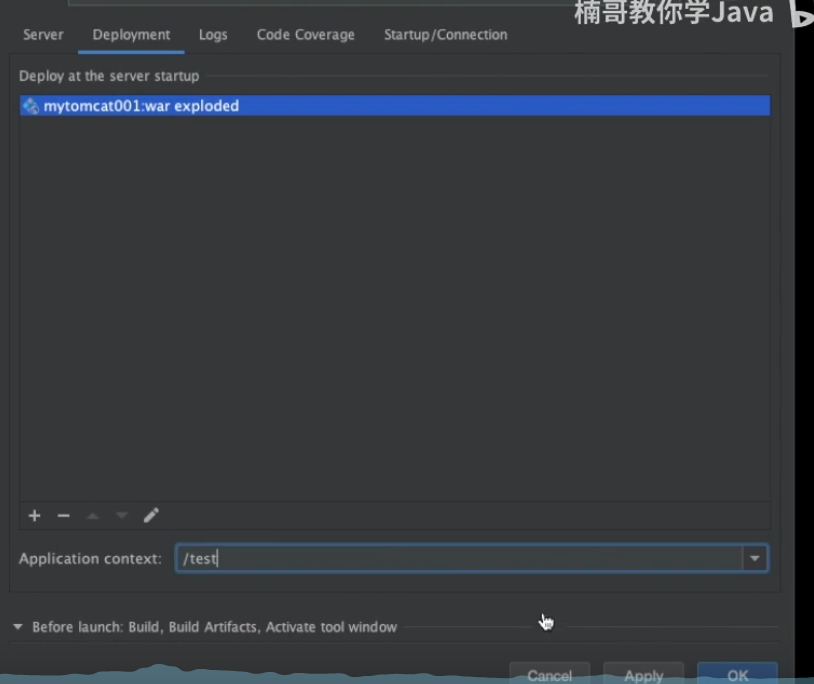 楠哥教你学Java
Server Deployment Logs Code Coverage Startup/Connection
Deploy at the server startup
mytomcat001:war exploded
Application context: /test
Before launch: Build, Build Artifacts, Activate tool window
Cancel Apply OK